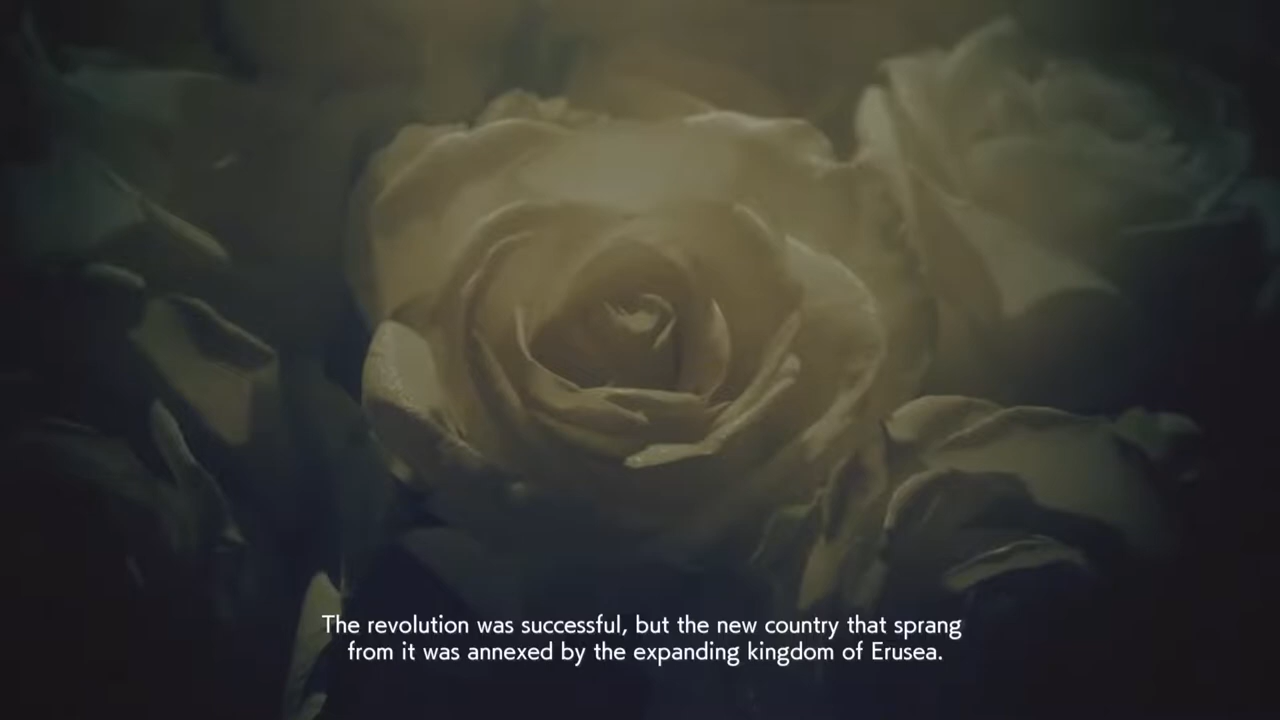 The revolution was successful, but the new country that sprang
from it was annexed by the expanding kingdom of Erusea.